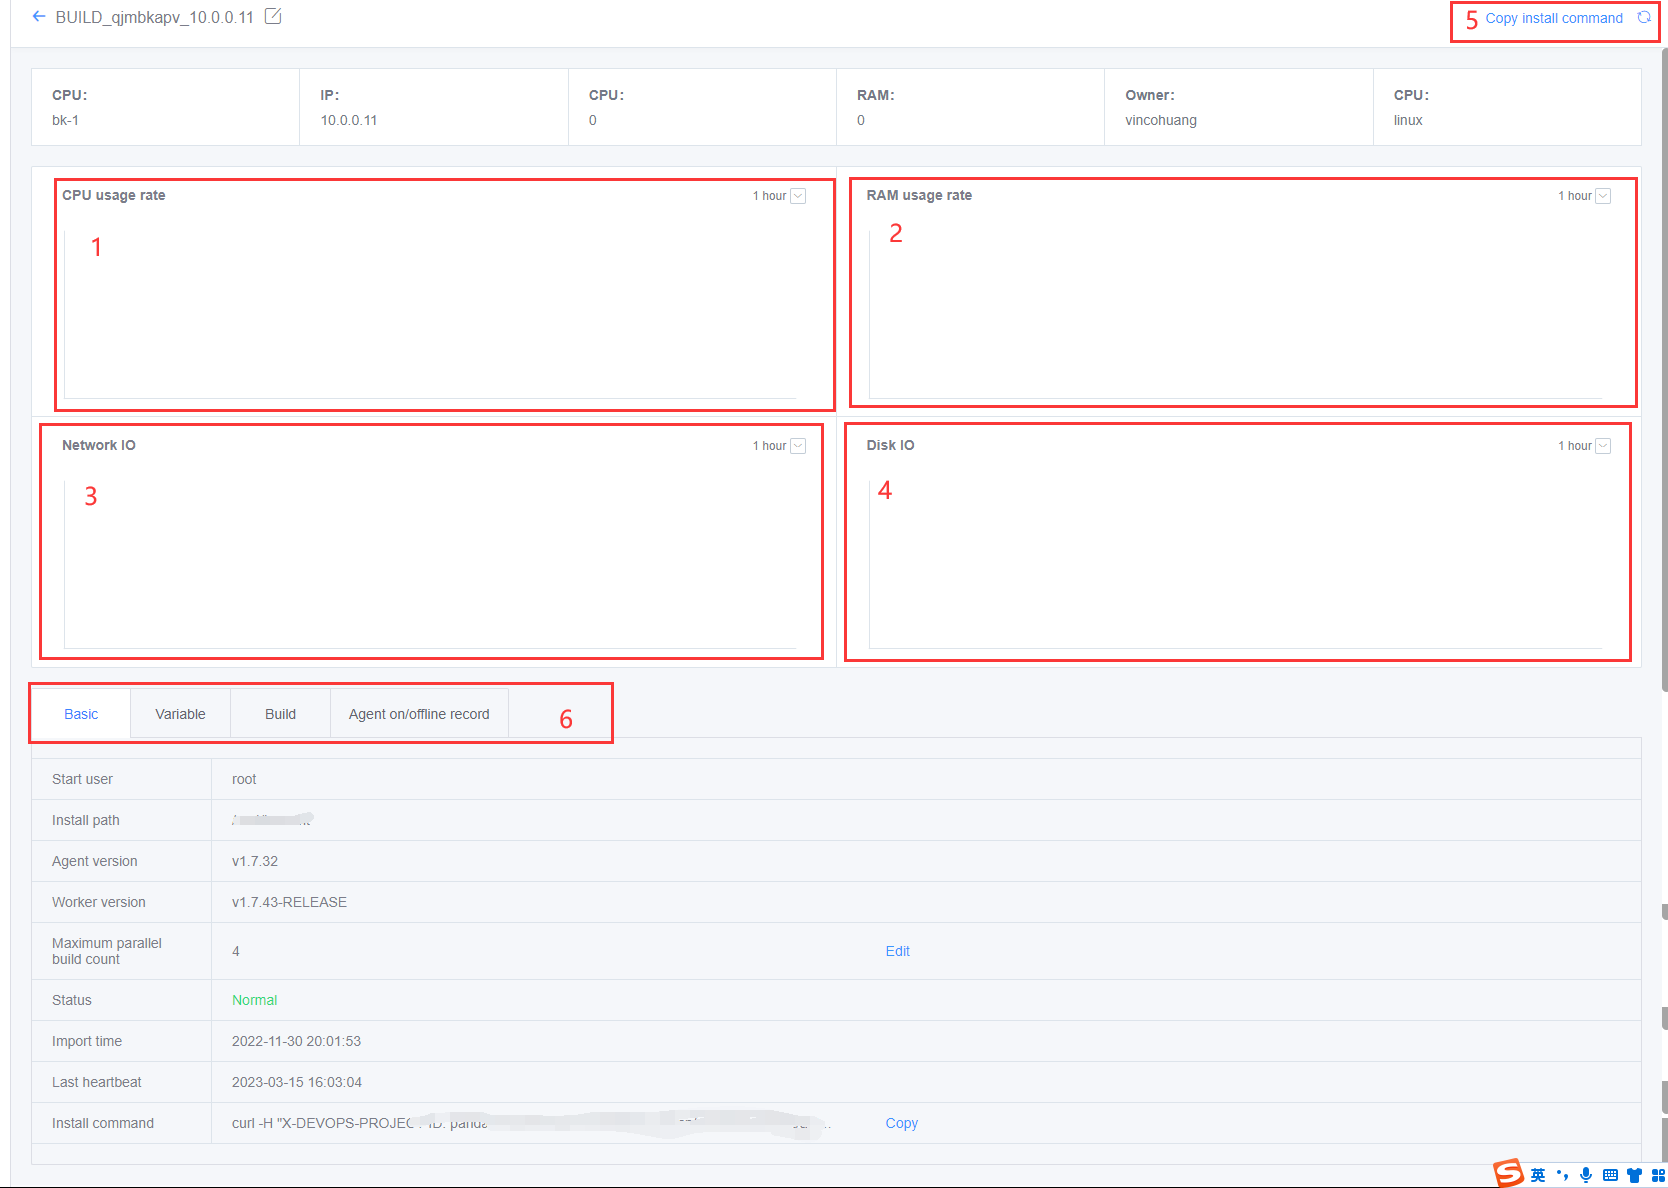 BUILD_qjmbkapv_10.0.0.11
5 Copy install command
CPU: IP: CPU: RAM: Owner: CPU:
bk-1 10.0.0.11 0 0 vincohuang linux
CPU usage rate 1 hour RAM usage rate 1 hour
1 2
Network IO 1 hour Disk IO 1 hour
3 4
Basic Variable Build Agent on/offline record 6
Start user root
Install path
Agent version v1.7.32
Worker version v1.7.43-RELEASE
Maximum parallel
build count 4 Edit
Status Normal
Import time 2022-11-30 20:01:53
Last heartbeat 2023-03-15 16:03:04
Install command curl -H "X-DEVOPS-PROJECT-ID: Copy
S 英